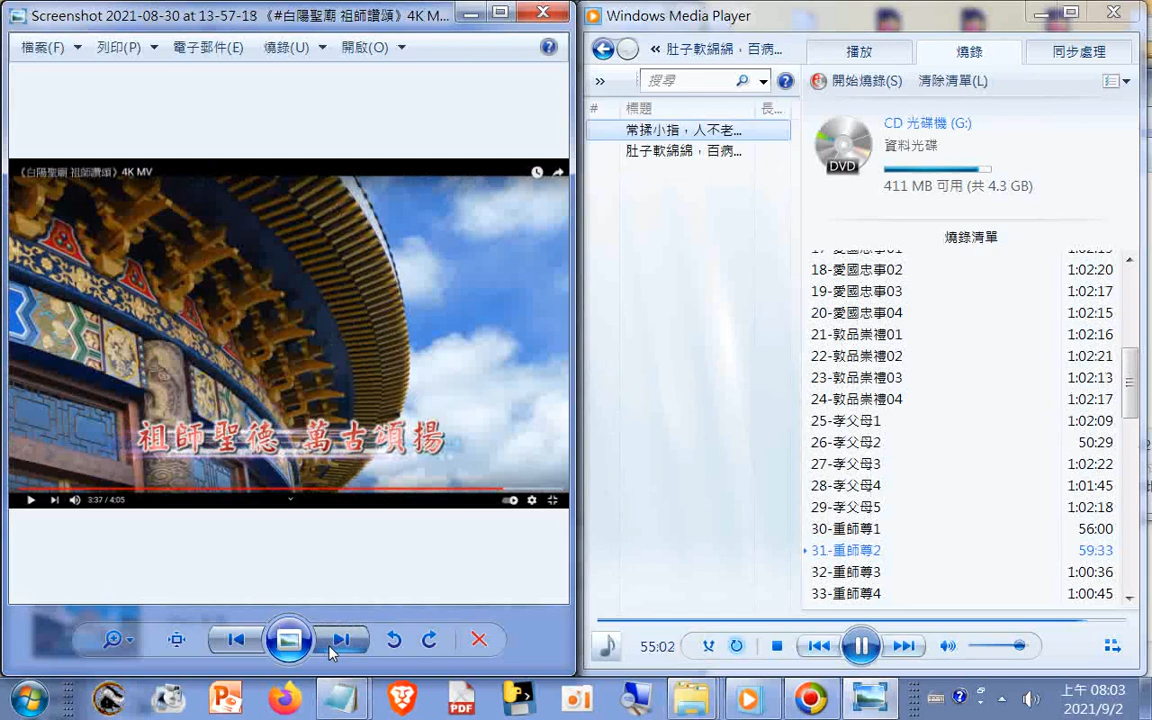 Screenshot 2021-08-30 at 13-57-18 《#白陽聖廟 祖師讚頌》4K M...
檔案(F) 列印(P) 電子郵件(E) 燒錄(U) 開啟(O)
《白陽聖廟 祖師讚頌》4K MV
祖師聖德 萬古頌揚
3:37 / 4:05
Windows Media Player
肚子軟綿綿，百病...
播放 燒錄 同步處理
搜尋
開始燒錄(S) 清除清單(L)
# 標題 長...
常揉小指，人不老...
肚子軟綿綿，百病...
CD 光碟機 (G:)
資料光碟
DVD
411 MB 可用 (共 4.3 GB)
燒錄清單
18-愛國忠事02 1:02:20
19-愛國忠事03 1:02:17
20-愛國忠事04 1:02:15
21-敦品崇禮01 1:02:16
22-敦品崇禮02 1:02:21
23-敦品崇禮03 1:02:13
24-敦品崇禮04 1:02:17
25-孝父母1 1:02:09
26-孝父母2 50:29
27-孝父母3 1:02:22
28-孝父母4 1:01:45
29-孝父母5 1:02:18
30-重師尊1 56:00
31-重師尊2 59:33
32-重師尊3 1:00:36
33-重師尊4 1:00:45
55:02
PDF
上午 08:03
2021/9/2